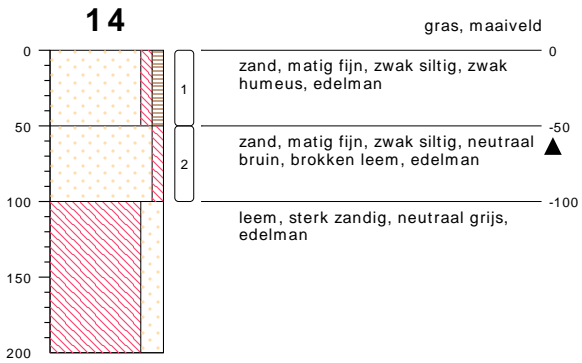 14
gras, maaiveld
0
0
zand, matig fijn, zwak siltig, zwak
humeus, edelman
1
50
-50
zand, matig fijn, zwak siltig, neutraal
bruin, brokken leem, edelman
2
100
-100
leem, sterk zandig, neutraal grijs,
edelman
150
200